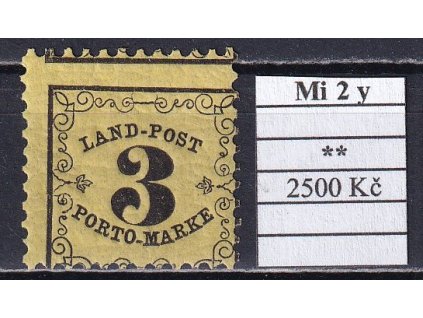 LAND-POST
3
PORTO-MARKE
Mi 2 y
**
2500 Kč